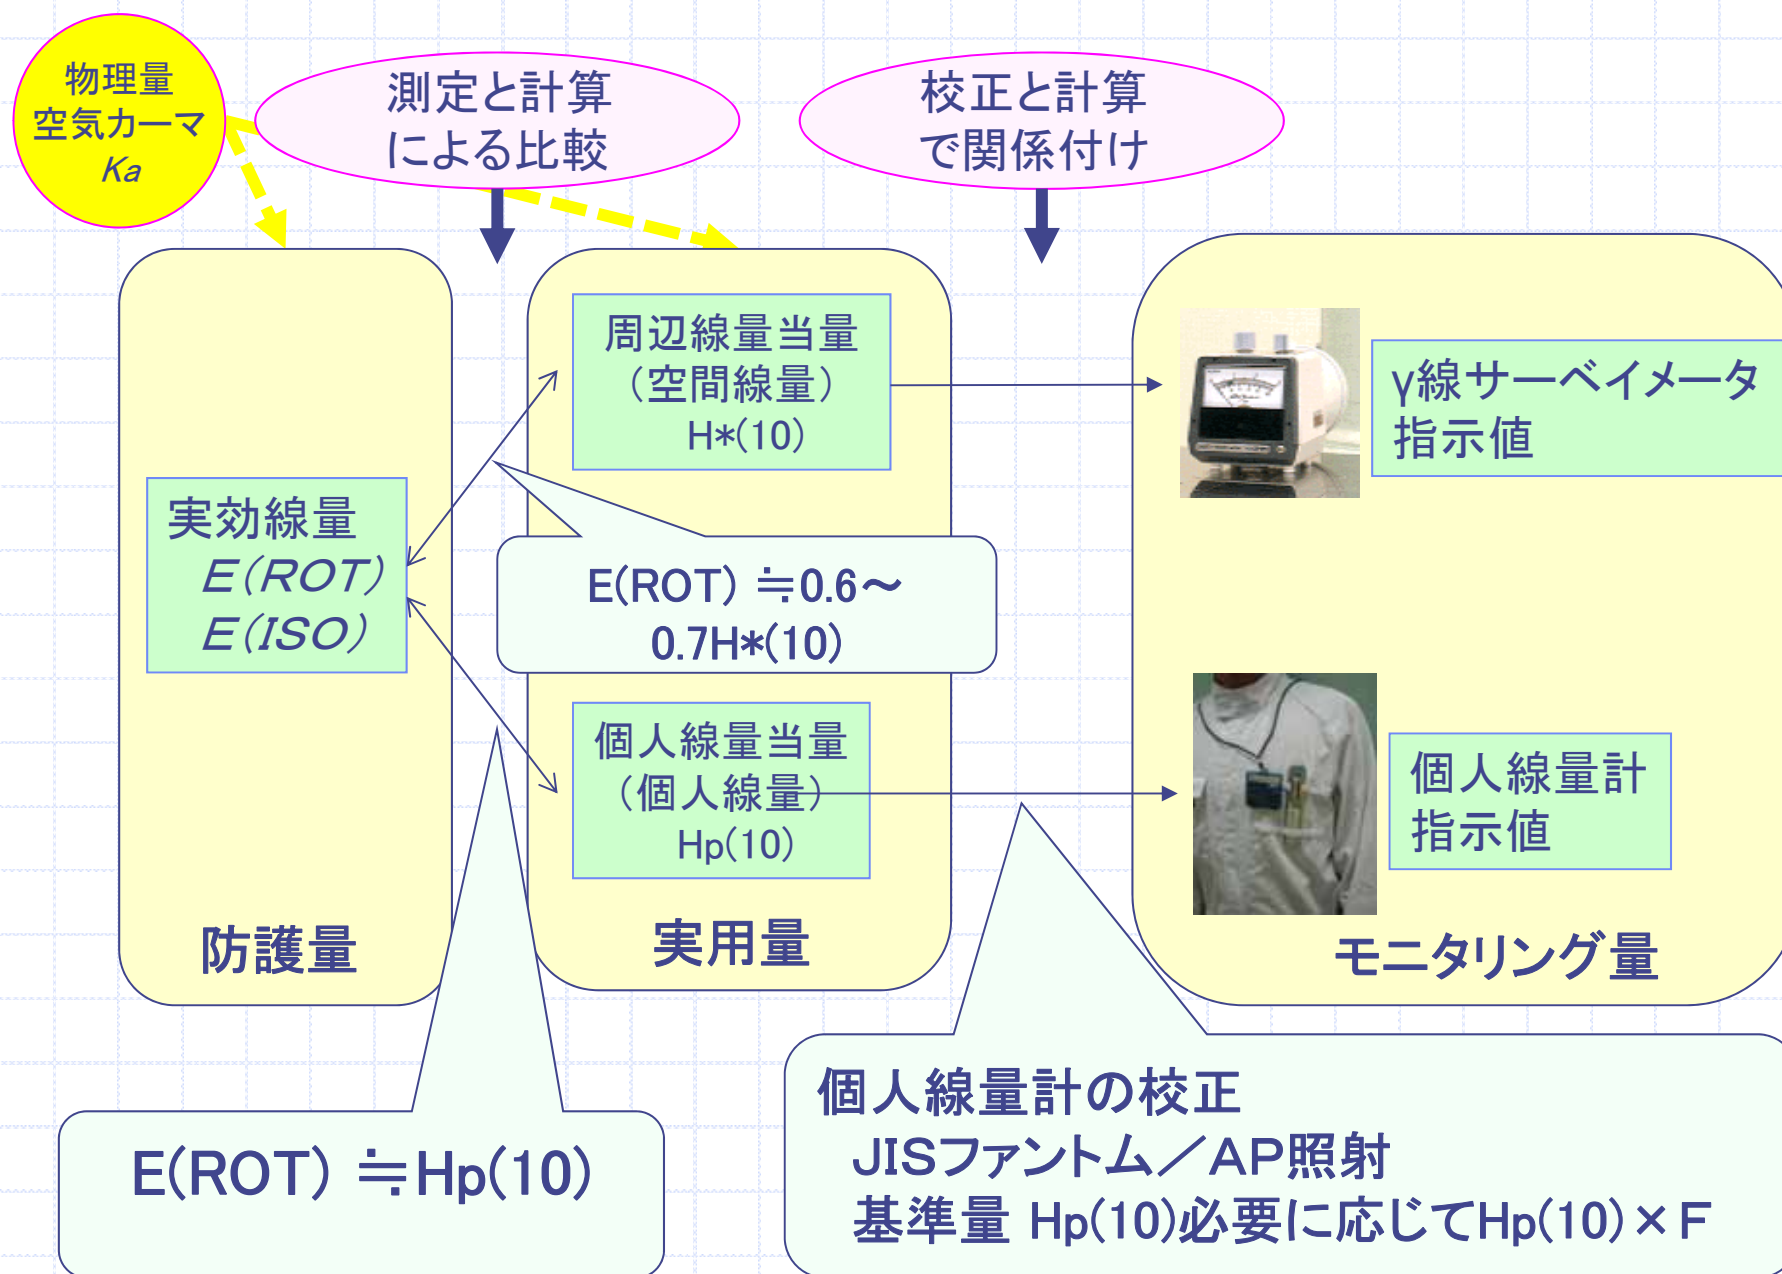 物理量
空気カーマ
Ka
測定と計算
による比較
校正と計算
で関係付け
周辺線量当量
（空間線量）
H*(10)
γ線サーベイメータ
指示値
実効線量
E(ROT)
E(ISO)
E(ROT) ≒0.6～
0.7H*(10)
個人線量当量
（個人線量）
Hp(10)
個人線量計
指示値
防護量
実用量
モニタリング量
E(ROT) ≒Hp(10)
個人線量計の校正
JISファントム／AP照射
基準量 Hp(10)必要に応じてHp(10)×F